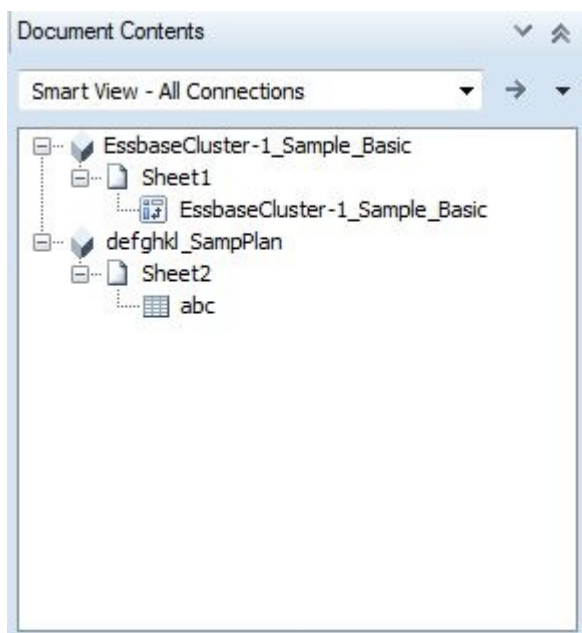 Document Contents
Smart View - All Connections
EssbaseCluster-1_Sample_Basic
Sheet1
EssbaseCluster-1_Sample_Basic
defghkl_SampPlan
Sheet2
abc